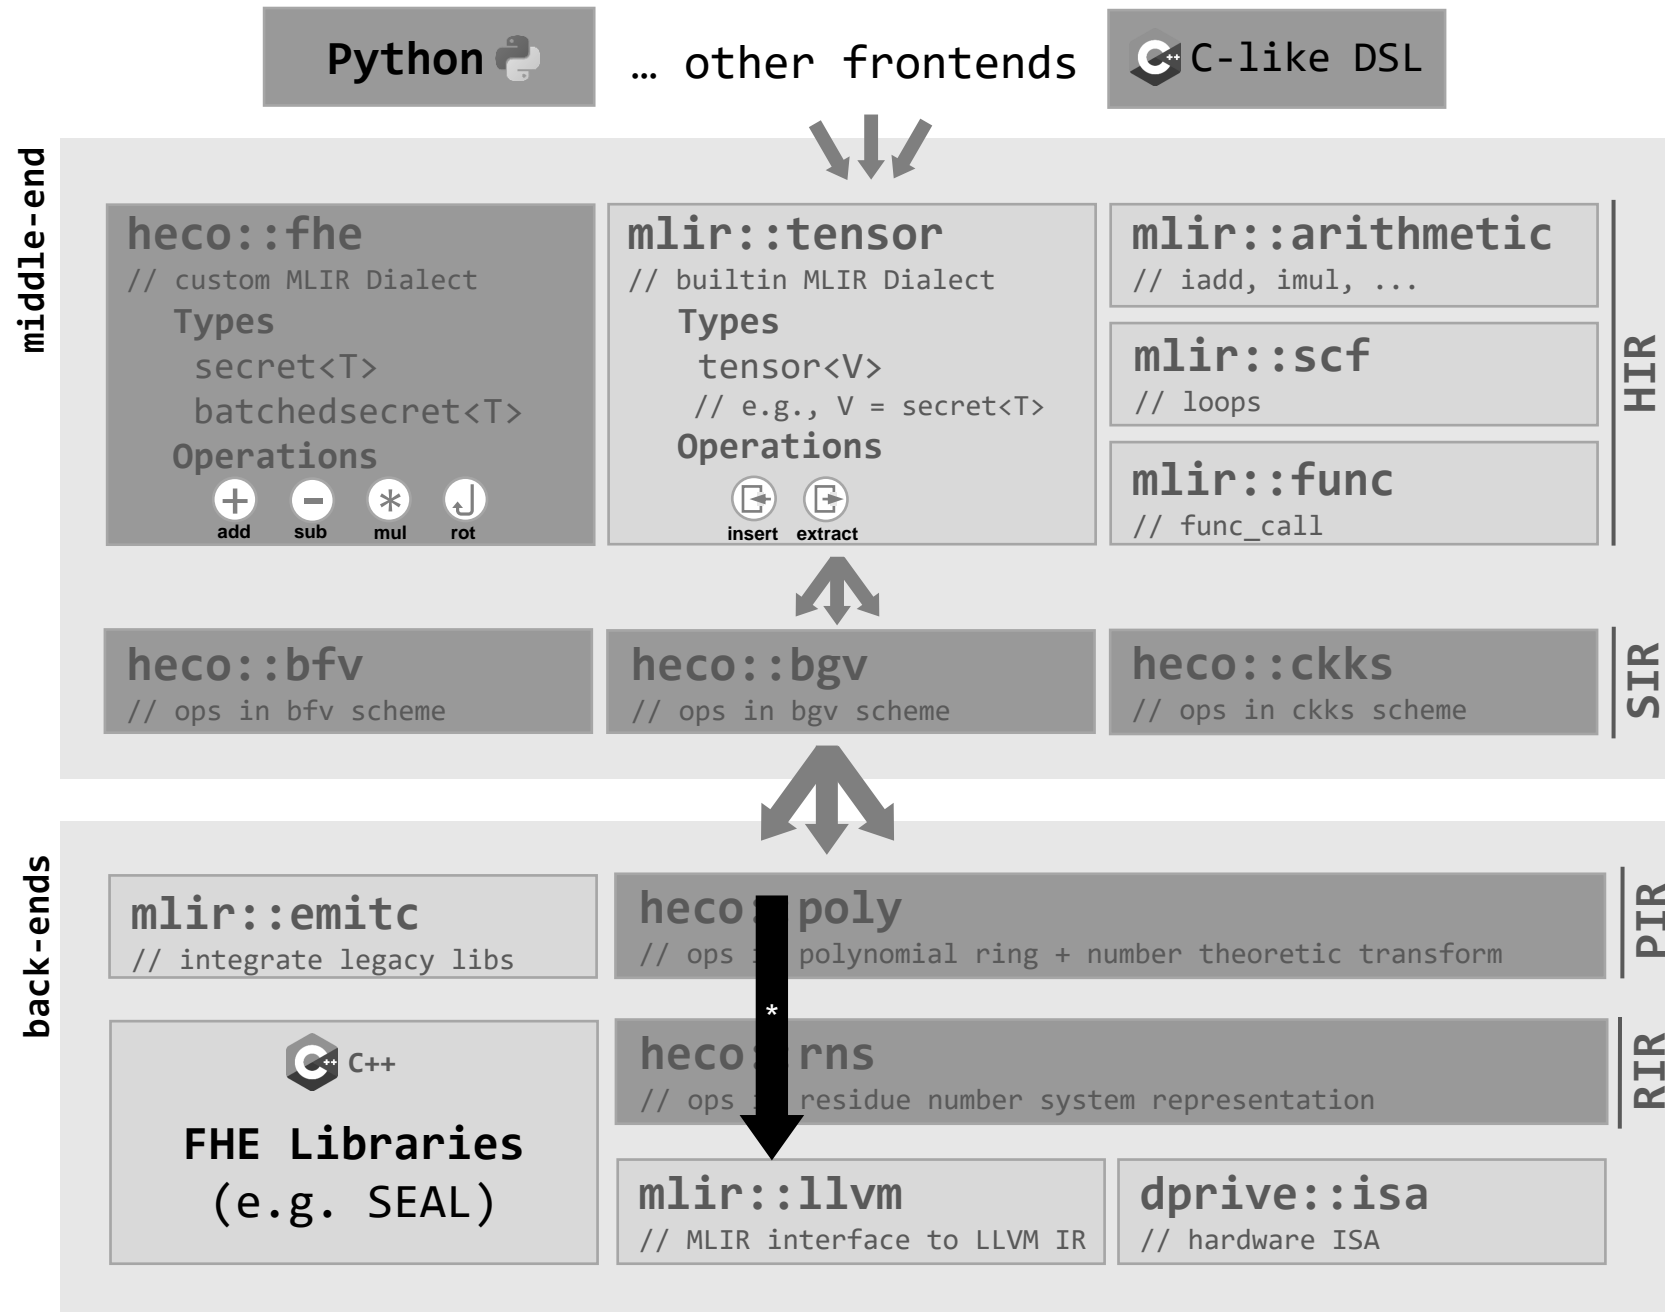 Python
… other frontends
C-like DSL
middle-end
heco::fhe
// custom MLIR Dialect
Types
secret<T>
batchedsecret<T>
Operations
add sub mul rot
mlir::tensor
// builtin MLIR Dialect
Types
tensor<V>
// e.g., V = secret<T>
Operations
insert extract
mlir::arithmetic
// iadd, imul, ...
mlir::scf
// loops
mlir::func
// func_call
HIR
heco::bfv
// ops in bfv scheme
heco::bgv
// ops in bgv scheme
heco::ckks
// ops in ckks scheme
SIR
back-ends
mlir::emitc
// integrate legacy libs
heco: poly
// ops polynomial ring + number theoretic transform
PIR
*
C++
FHE Libraries
(e.g. SEAL)
heco: rns
// ops residue number system representation
RIR
mlir::llvm
// MLIR interface to LLVM IR
dprive::isa
// hardware ISA